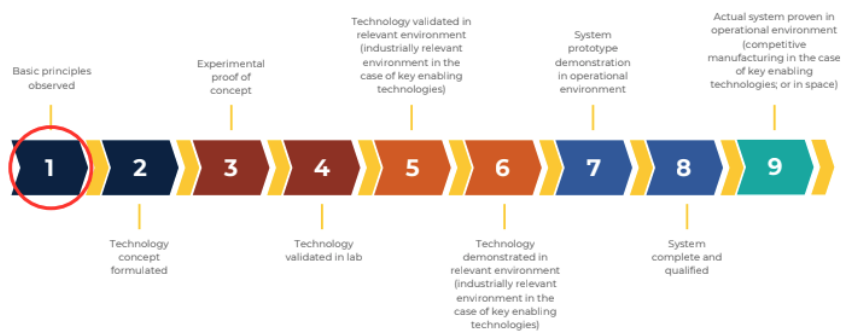 Basic principles
observed
Experimental
proof of
concept
Technology validated in
relevant environment
(industrially relevant
environment in the
case of key enabling
technologies)
System
prototype
demonstration
in operational
environment
Actual system proven in
operational environment
(competitive
manufacturing in the case
of key enabling
technologies; or in space)
1
2
3
4
5
6
7
8
9
Technology
concept
formulated
Technology
validated in lab
Technology
demonstrated in
relevant environment
(industrially relevant
environment in the
case of key enabling
technologies)
System
complete and
qualified